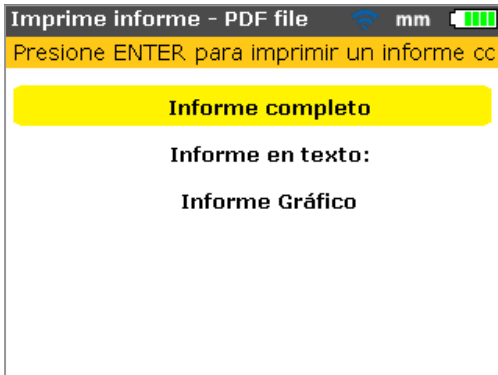 Imprime informe - PDF file mm
Presione ENTER para imprimir un informe cc
Informe completo
Informe en texto:
Informe Gráfico